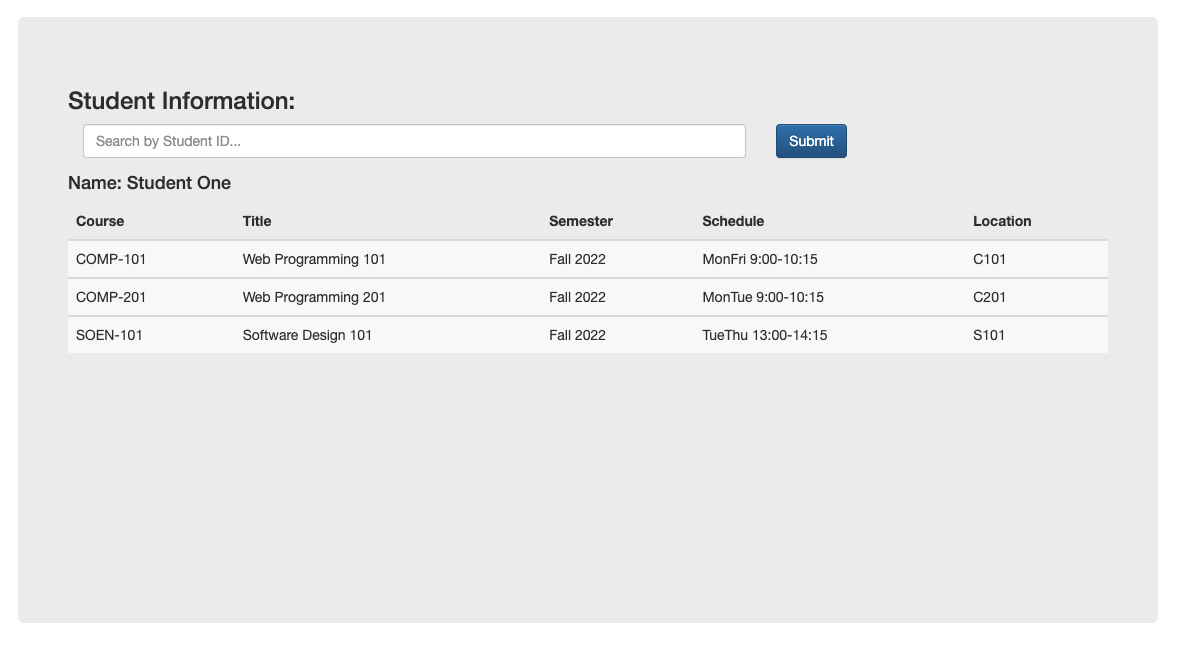 Student Information:
Search by Student ID...
Submit
Name: Student One
Course Title Semester Schedule Location
COMP-101 Web Programming 101 Fall 2022 MonFri 9:00-10:15 C101
COMP-201 Web Programming 201 Fall 2022 MonTue 9:00-10:15 C201
SOEN-101 Software Design 101 Fall 2022 TueThu 13:00-14:15 S101